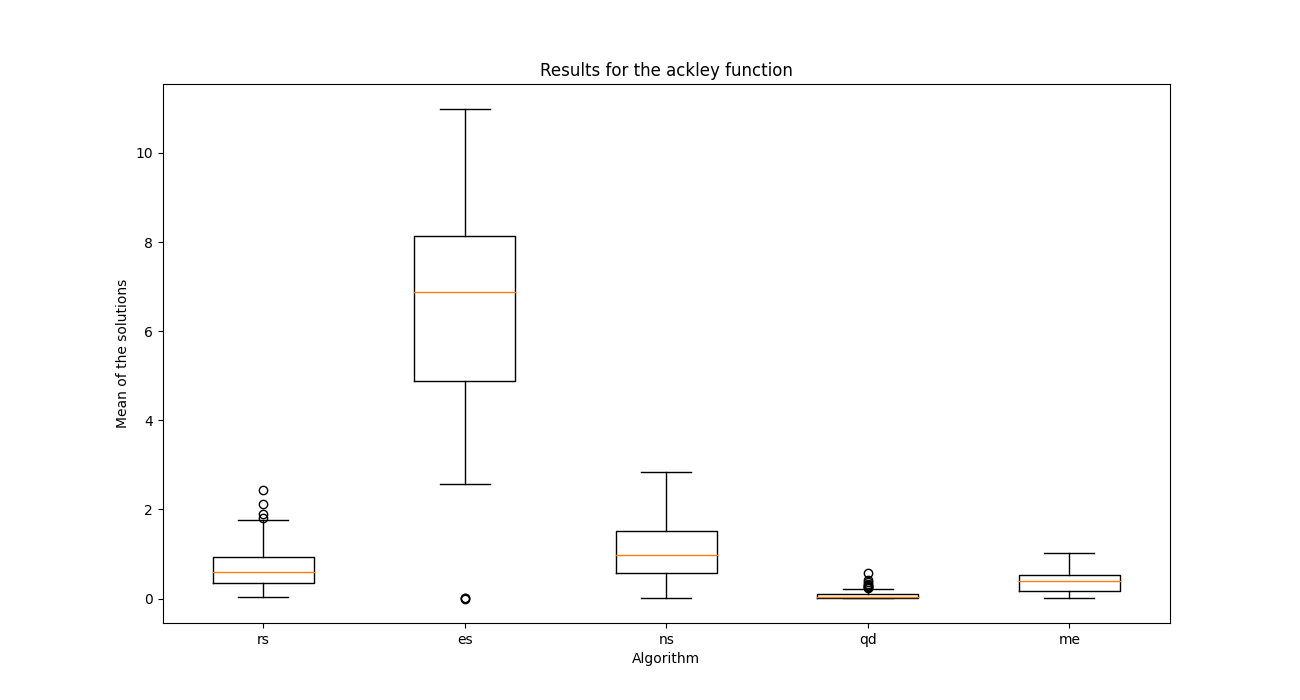 Results for the ackley function
Mean of the solutions
10
8
6
4
2
0
rs es ns qd me
Algorithm